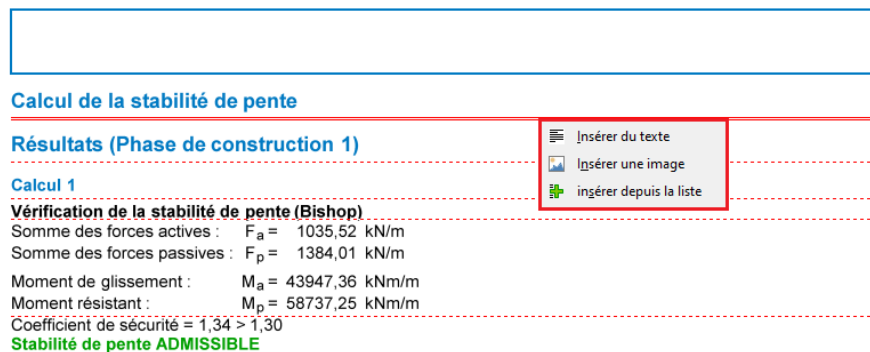 Calcul de la stabilité de pente
Résultats (Phase de construction 1)
Insérer du texte
Insérer une image
insérer depuis la liste
Calcul 1
Vérification de la stabilité de pente (Bishop)
Somme des forces actives : Fa = 1035,52 kN/m
Somme des forces passives : Fp = 1384,01 kN/m
Moment de glissement : Ma = 43947,36 kNm/m
Moment résistant : Mp = 58737,25 kNm/m
Coefficient de sécurité = 1,34 > 1,30
Stabilité de pente ADMISSIBLE